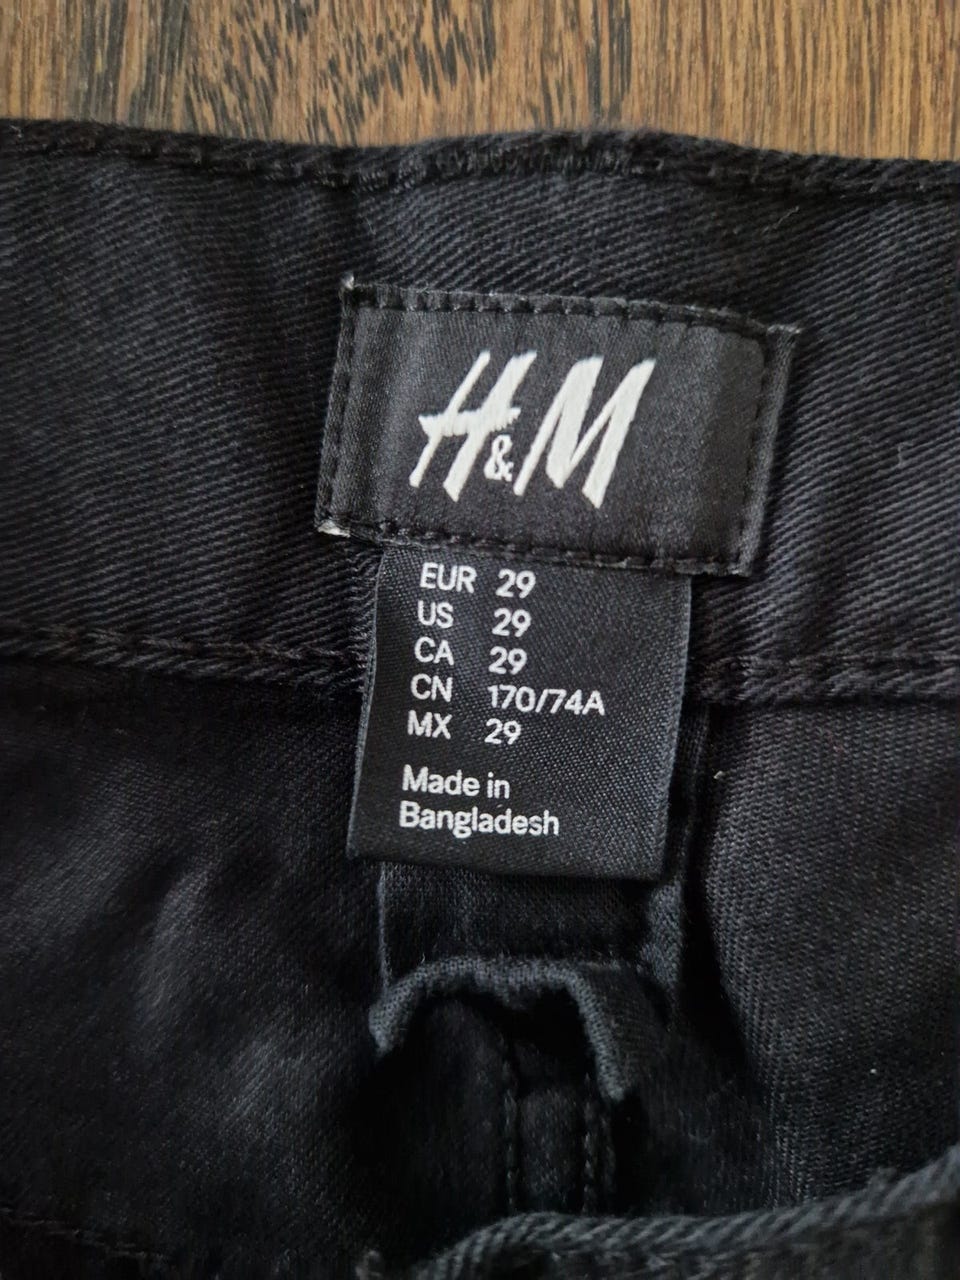 H&M
EUR 29
US 29
CA 29
CN 170/74A
MX 29
Made in
Bangladesh